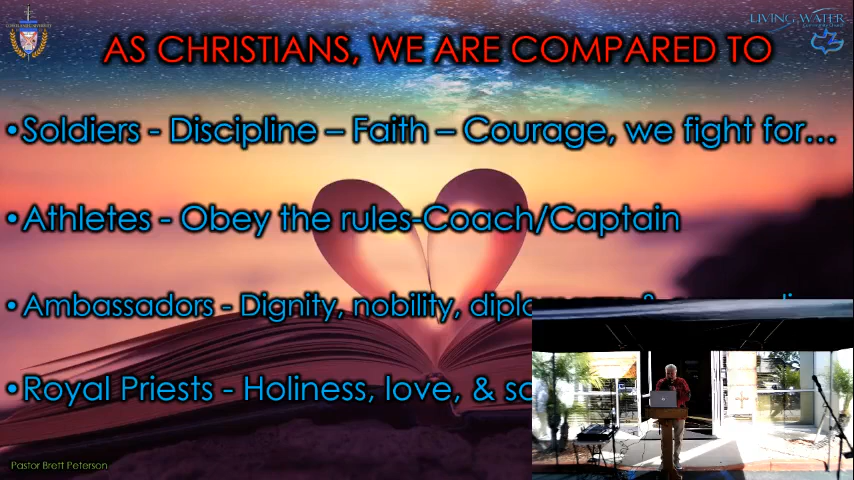 LIVING WATER
AS CHRISTIANS, WE ARE COMPARED TO
•Soldiers - Discipline – Faith – Courage, we fight for...
•Athletes - Obey the rules-Coach/Captain
•Ambassadors - Dignity, nobility,
•Royal Priests - Holiness, love, &
Pastor Brett Peterson